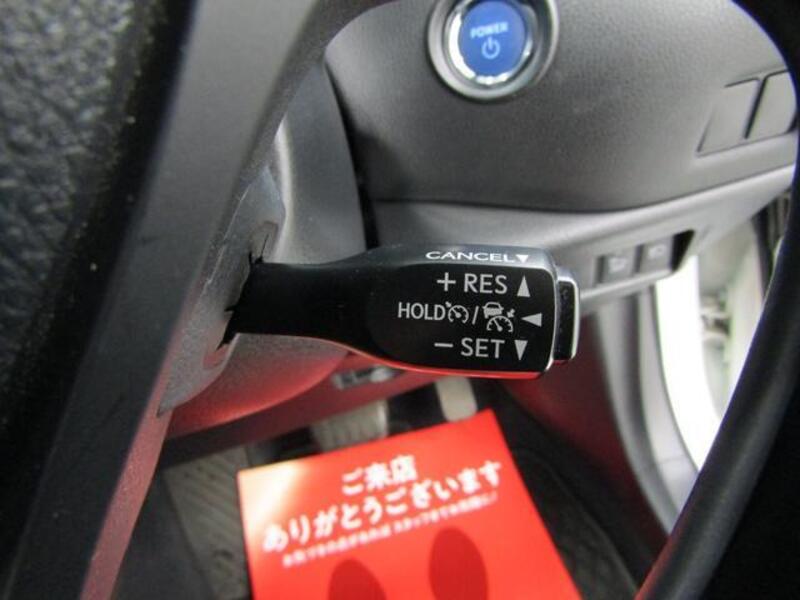 POWER
CANCEL▼
+ RES ▲
HOLD / ◄
− SET ▼
ご来店
ありがとうございます